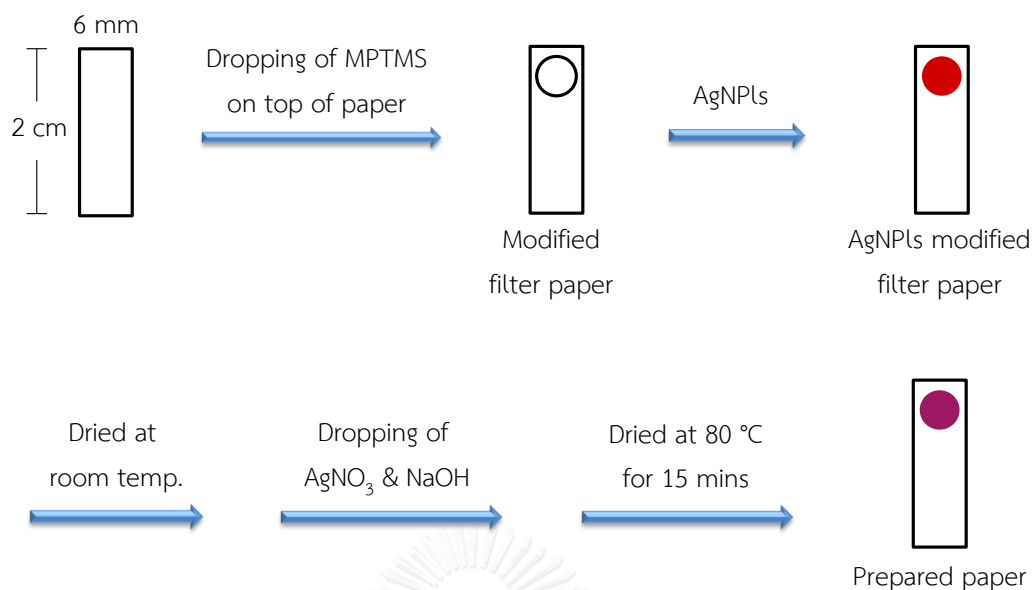 6 mm
2 cm
Dropping of MPTMS
on top of paper
AgNPls
Modified
filter paper
AgNPls modified
filter paper
Dried at
room temp.
Dropping of
AgNO₃ & NaOH
Dried at 80 °C
for 15 mins
Prepared paper